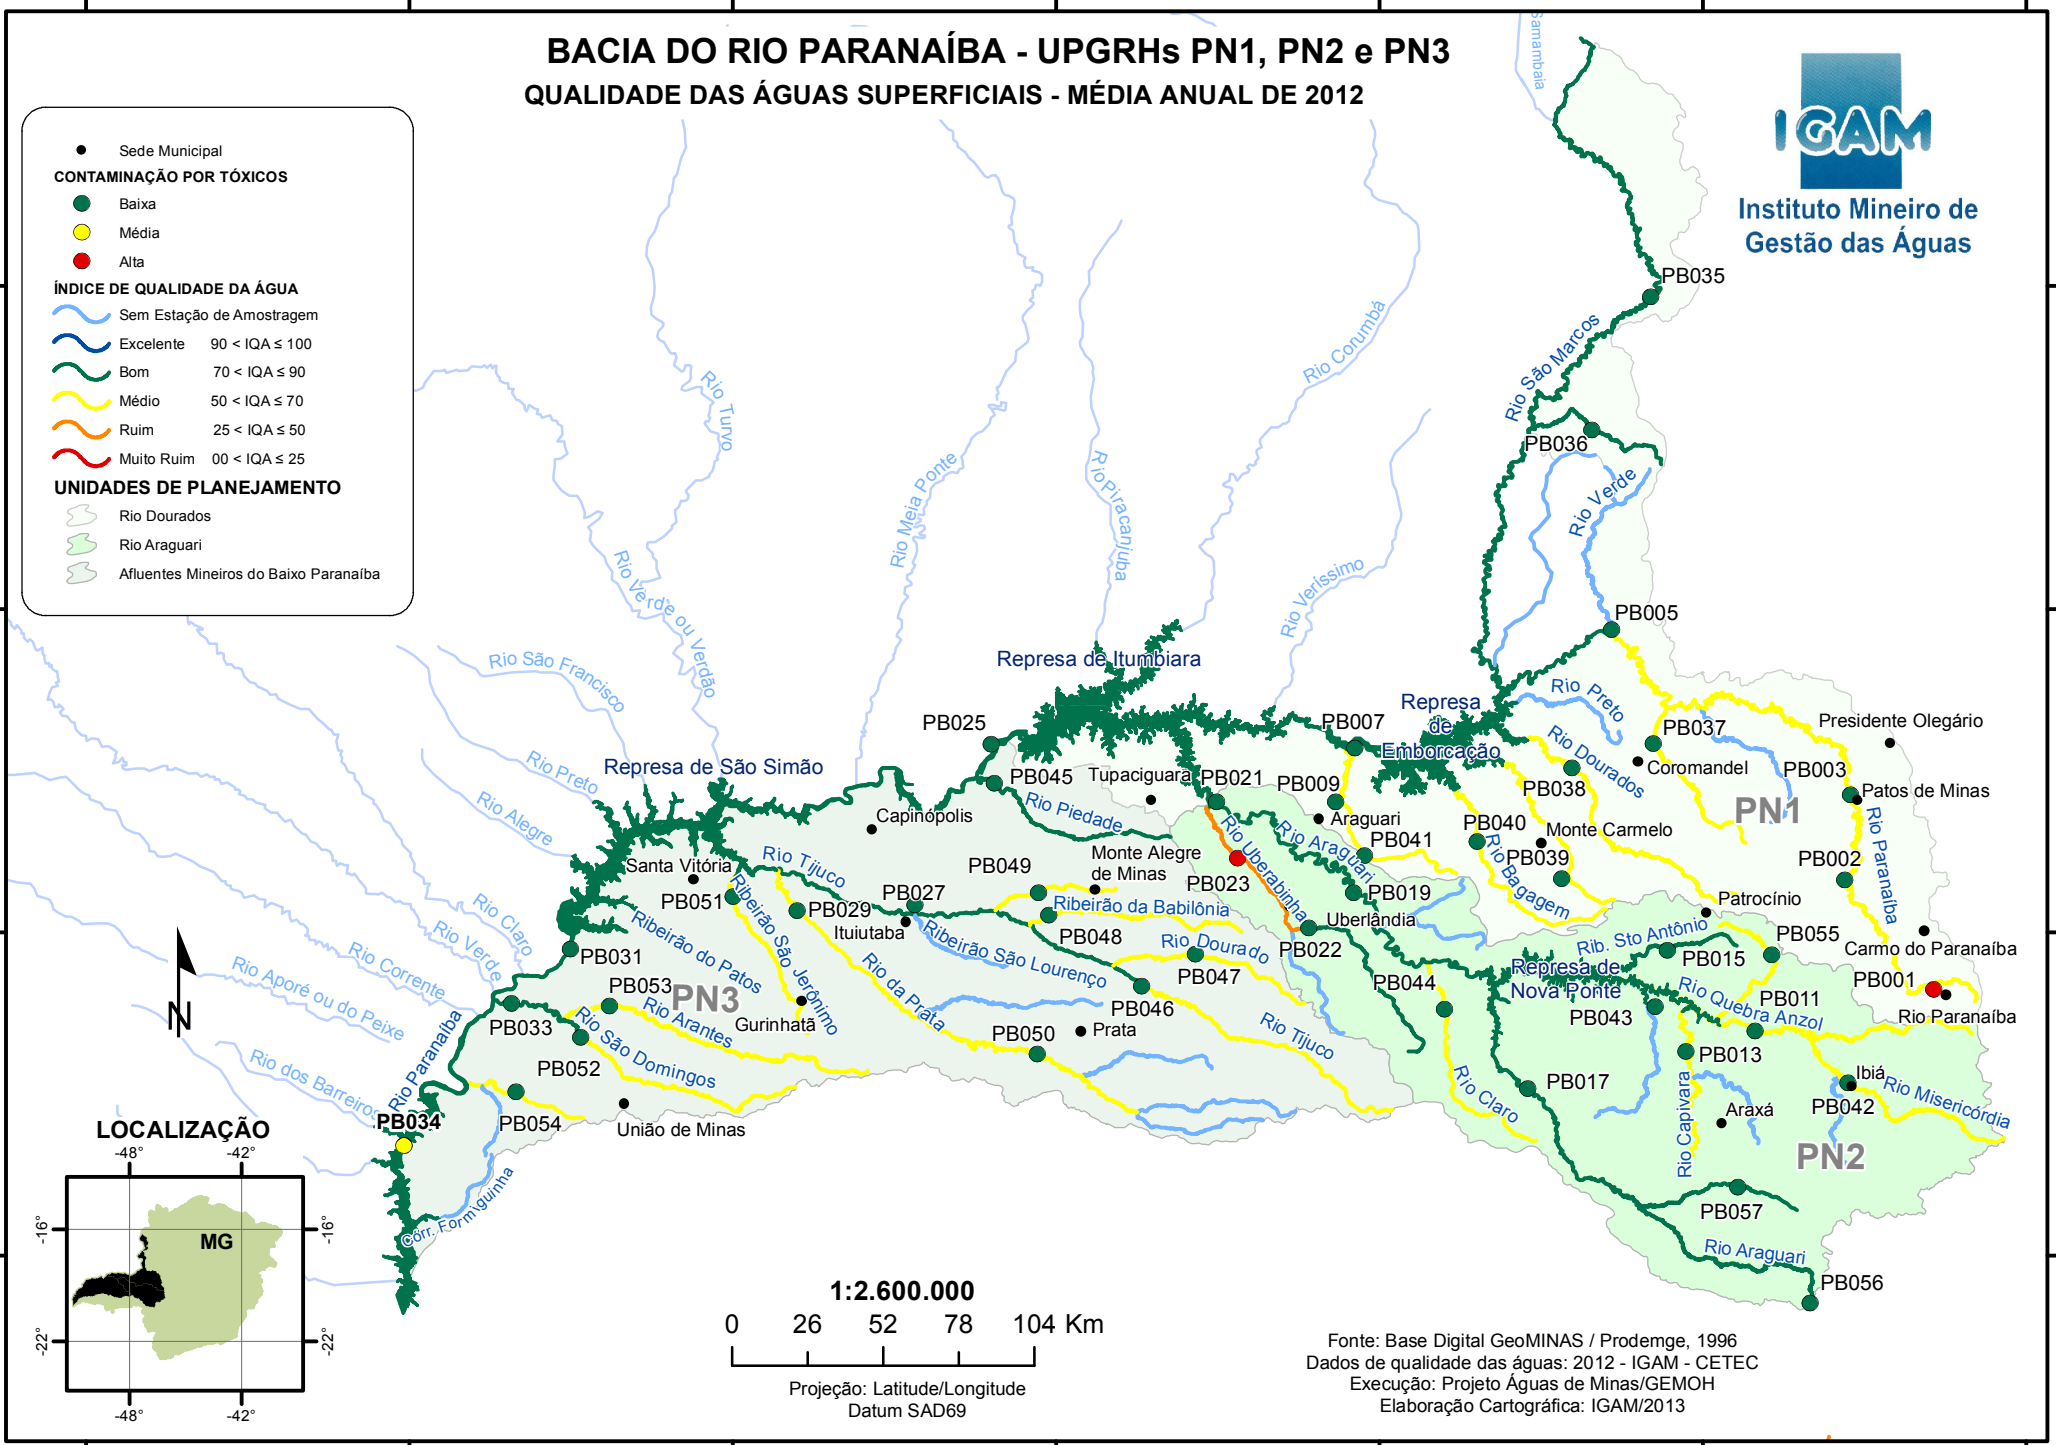 BACIA DO RIO PARANAÍBA - UPGRHs PN1, PN2 e PN3
QUALIDADE DAS ÁGUAS SUPERFICIAIS - MÉDIA ANUAL DE 2012
IGAM
Instituto Mineiro de
Gestão das Águas
Sede Municipal
CONTAMINAÇÃO POR TÓXICOS
Baixa
Média
Alta
ÍNDICE DE QUALIDADE DA ÁGUA
Sem Estação de Amostragem
Excelente 90 < IQA ≤ 100
Bom 70 < IQA ≤ 90
Médio 50 < IQA ≤ 70
Ruim 25 < IQA ≤ 50
Muito Ruim 00 < IQA ≤ 25
UNIDADES DE PLANEJAMENTO
Rio Dourados
Rio Araguari
Afluentes Mineiros do Baixo Paranaíba
Samambaia
PB035
Rio São Marcos
Rio Corumbá
Rio Turvo
PB036
Rio Verde
Rio Meia Ponte
Rio Piracanjuba
Rio Veríssimo
Rio Verde ou Verdão
PB005
Rio São Francisco
Represa de Itumbiara
Rio Preto
Represa
de
Emborcação
PB025
PB007
PB037
Presidente Olegário
Rio Dourados
Represa de São Simão
Rio Preto
PB045
Tupaciguara
PB021
PB009
Coromandel
PB003
PB038
Patos de Minas
PN1
Rio Alegre
Capinópolis
Rio Piedade
Rio Uberabinha
Rio Araguari
Araguari
PB041
PB040
Monte Carmelo
PB039
Rio Bagagem
PB002
Rio Paranaíba
Santa Vitória
Rio Tijuco
PB049
Monte Alegre
de Minas
PB023
PB019
PB051
PB027
PB029
Ituiutaba
Ribeirão da Babilônia
Uberlândia
Patrocínio
Rio Claro
Rio Verde
Ribeirão do Patos
Ribeirão São Jerônimo
Ribeirão São Lourenço
PB048
Rio Dourado
PB022
Rib. Sto Antônio
PB055
Carmo do Paranaíba
PB031
Rio Corrente
Rio Aporé ou do Peixe
PB053
PN3
Rio da Prata
PB047
PB046
PB044
Represa de
Nova Ponte
PB015
Rio Quebra Anzol
PB011
PB001
PB043
Rio Paranaíba
PB033
Rio Arantes
Gurinhatã
Prata
PB050
Rio Tijuco
PB013
Rio Paranaíba
Rio São Domingos
PB052
Rio dos Barreiros
Rio Claro
PB017
Rio Capivara
Ibiá
PB042
Rio Misericórdia
Araxá
PN2
PB034
PB054
União de Minas
Córr. Formiguinha
PB057
Rio Araguari
PB056
LOCALIZAÇÃO
-48° -42°
-16° -16°
MG
-22° -22°
-48° -42°
N
1:2.600.000
0 26 52 78 104 Km
Projeção: Latitude/Longitude
Datum SAD69
Fonte: Base Digital GeoMINAS / Prodemge, 1996
Dados de qualidade das águas: 2012 - IGAM - CETEC
Execução: Projeto Águas de Minas/GEMOH
Elaboração Cartográfica: IGAM/2013